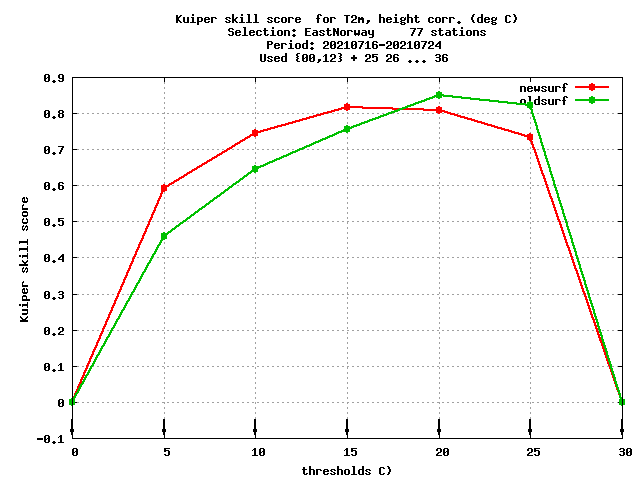 Kuiper skill score  for T2m, height corr. (deg C)
Selection: EastNorway     77 stations
Period: 20210716-20210724
Used {00,12} + 25 26 ... 36
newsurf
oldsurf
0.9
0.8
0.7
0.6
0.5
0.4
0.3
0.2
0.1
0
-0.1
Kuiper skill score
0 5 10 15 20 25 30
thresholds C)